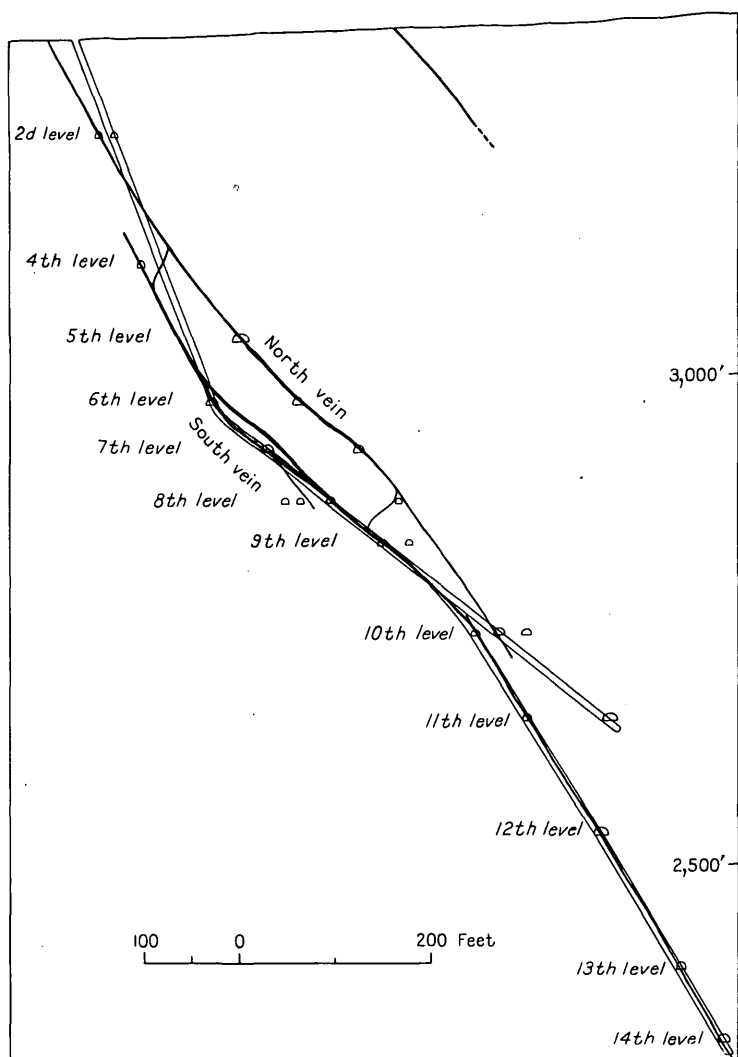 2d level
4th level
5th level
North vein
3,000'
6th level
South vein
7th level
8th level
9th level
10th level
11th level
12th level
2,500'
100 0 200 Feet
13th level
14th level